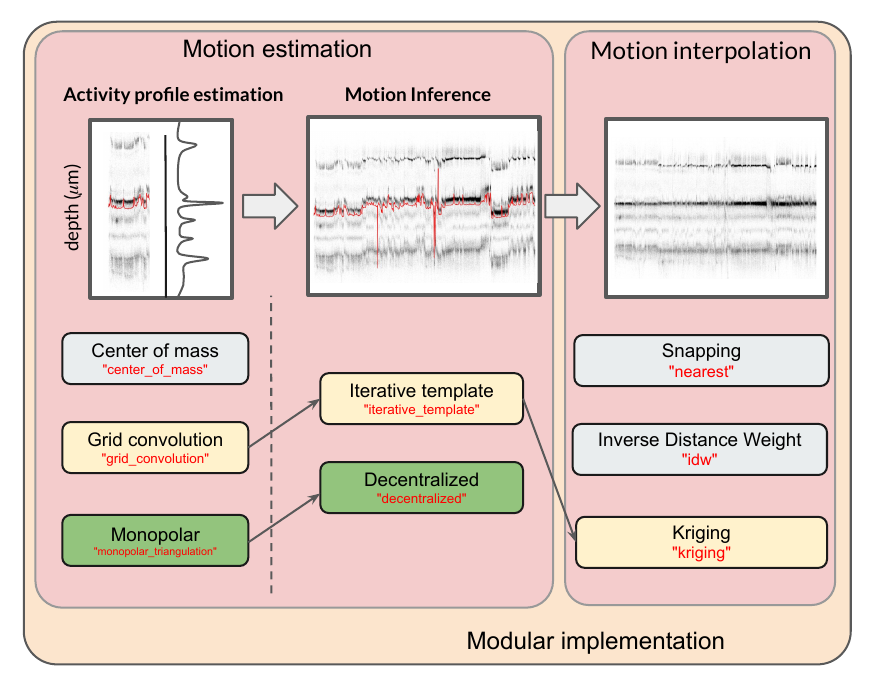 Motion estimation
Motion interpolation
Activity profile estimation
Motion Inference
depth (μm)
Center of mass
"center_of_mass"
Grid convolution
"grid_convolution"
Monopolar
"monopolar_triangulation"
Iterative template
"iterative_template"
Decentralized
"decentralized"
Snapping
"nearest"
Inverse Distance Weight
"idw"
Kriging
"kriging"
Modular implementation